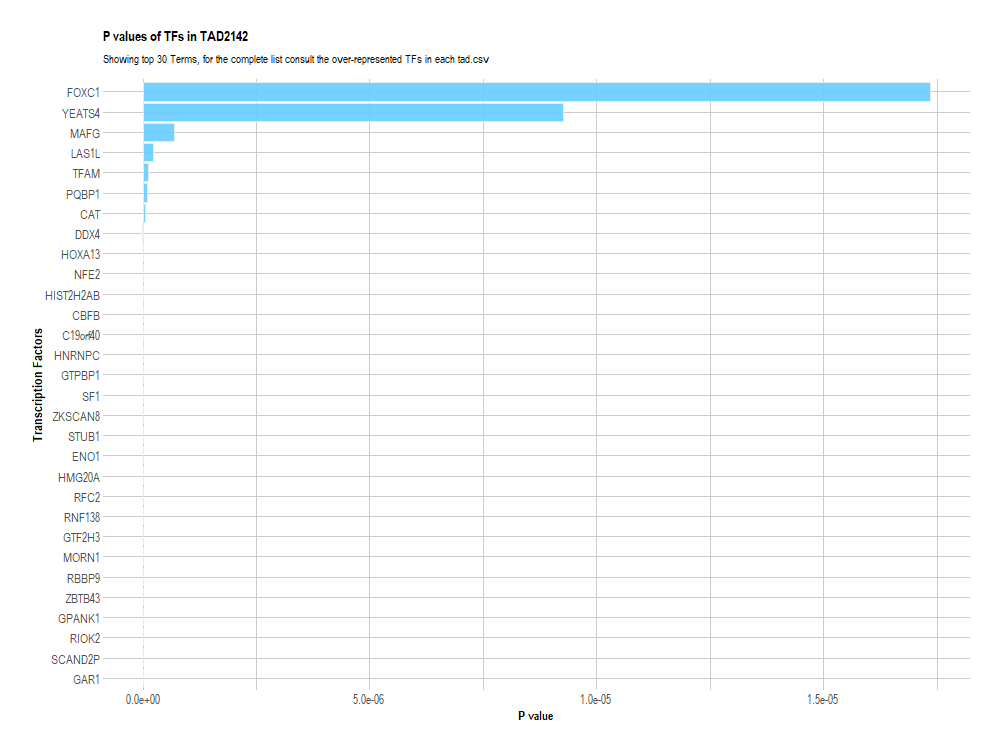 P values of TFs in TAD2142
Showing top 30 Terms, for the complete list consult the over-represented TFs in each tad.csv
Transcription Factors
FOXC1
YEATS4
MAFG
LAS1L
TFAM
PQBP1
CAT
DDX4
HOXA13
NFE2
HIST2H2AB
CBFB
C19orf40
HNRNPC
GTPBP1
SF1
ZKSCAN8
STUB1
ENO1
HMG20A
RFC2
RNF138
GTF2H3
MORN1
RBBP9
ZBTB43
GPANK1
RIOK2
SCAND2P
GAR1
0.0e+00 5.0e-06 1.0e-05 1.5e-05
P value